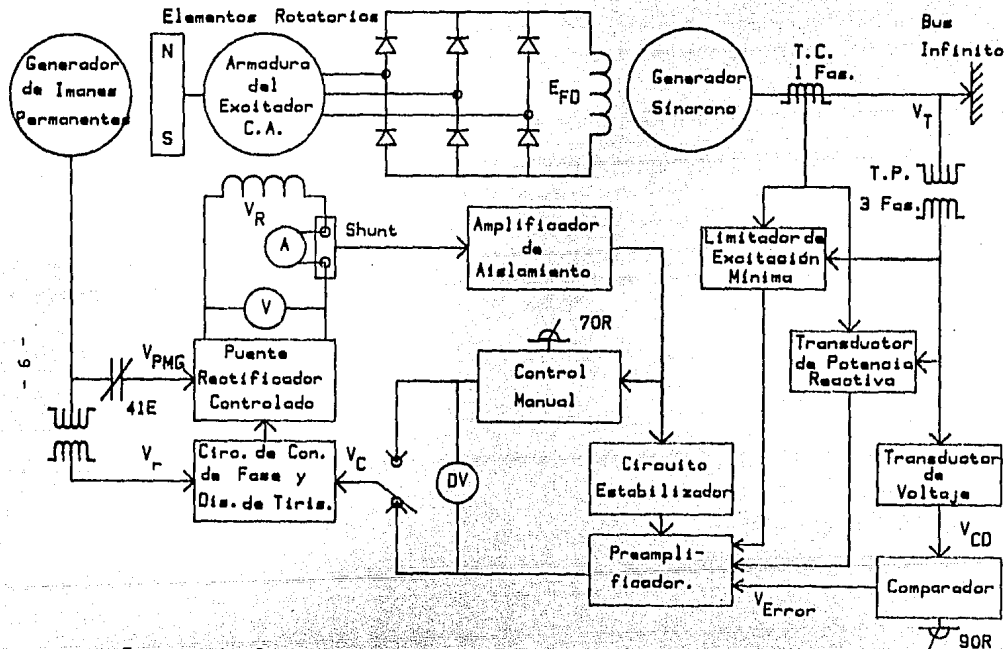 Elementos Rotatorios
Bus
Infinito
Generador
de Imanes
Permanentes
N
S
Armadura
del
Excitador
C.A.
E_FD
Generador
Síncrono
T.C.
1 Fas.
V_T
T.P.
3 Fas.
V_R
A
Shunt
V
Amplificador
de
Aislamiento
Limitador de
Excitación
Mínima
70R
Control
Manual
Transductor
de Potencia
Reactiva
- 6 -
V_PMG
41E
Puente
Rectificador
Controlado
V_r
Circ. de Con.
de Fase y
Dis. de Tiris.
V_C
DV
Circuito
Estabilizador
Transductor
de
Voltaje
V_CD
Preampli-
ficador.
V_Error
Comparador
90R